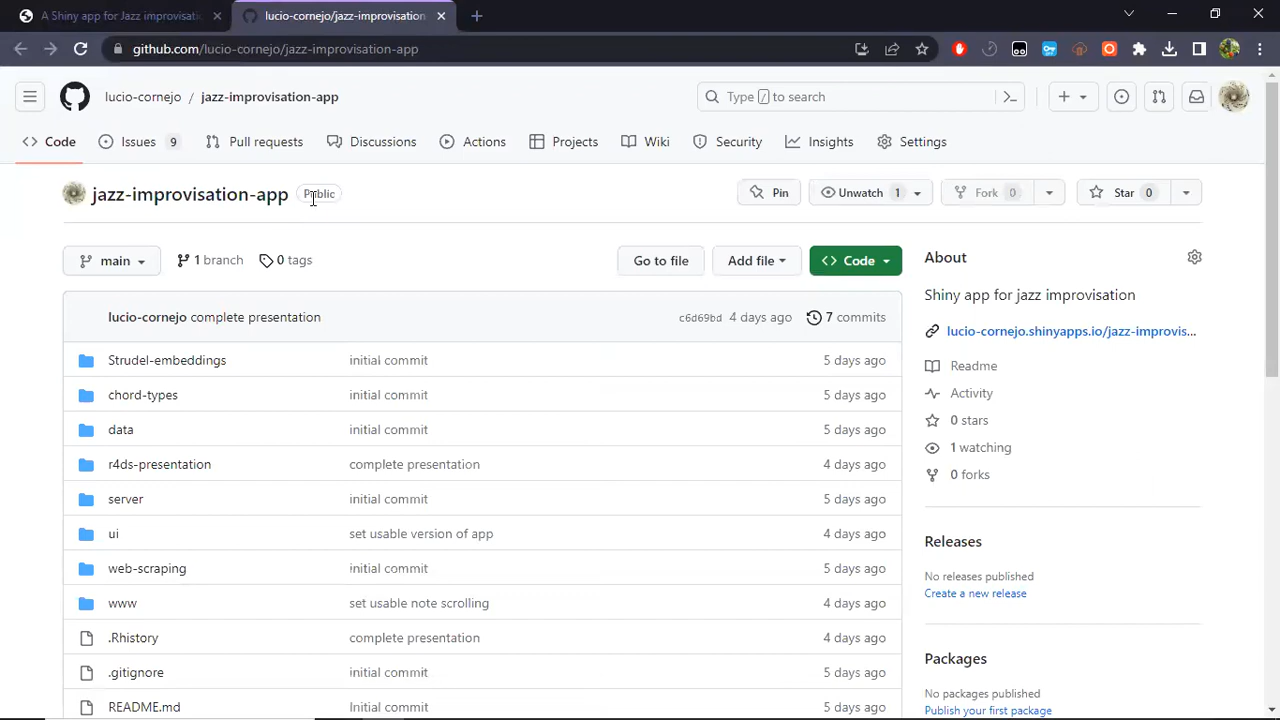 A Shiny app for Jazz improvisati
lucio-cornejo/jazz-improvisation
github.com/lucio-cornejo/jazz-improvisation-app
lucio-cornejo / jazz-improvisation-app
Type / to search
Code
Issues 9
Pull requests
Discussions
Actions
Projects
Wiki
Security
Insights
Settings
jazz-improvisation-app Public
Pin
Unwatch 1
Fork 0
Star 0
main
1 branch
0 tags
Go to file
Add file
Code
lucio-cornejo complete presentation c6d69bd 4 days ago 7 commits
Strudel-embeddings initial commit 5 days ago
chord-types initial commit 5 days ago
data initial commit 5 days ago
r4ds-presentation complete presentation 4 days ago
server initial commit 5 days ago
ui set usable version of app 4 days ago
web-scraping initial commit 5 days ago
www set usable note scrolling 4 days ago
.Rhistory complete presentation 4 days ago
.gitignore initial commit 5 days ago
README.md Initial commit 5 days ago
About
Shiny app for jazz improvisation
lucio-cornejo.shinyapps.io/jazz-improvis...
Readme
Activity
0 stars
1 watching
0 forks
Releases
No releases published
Create a new release
Packages
No packages published
Publish your first package